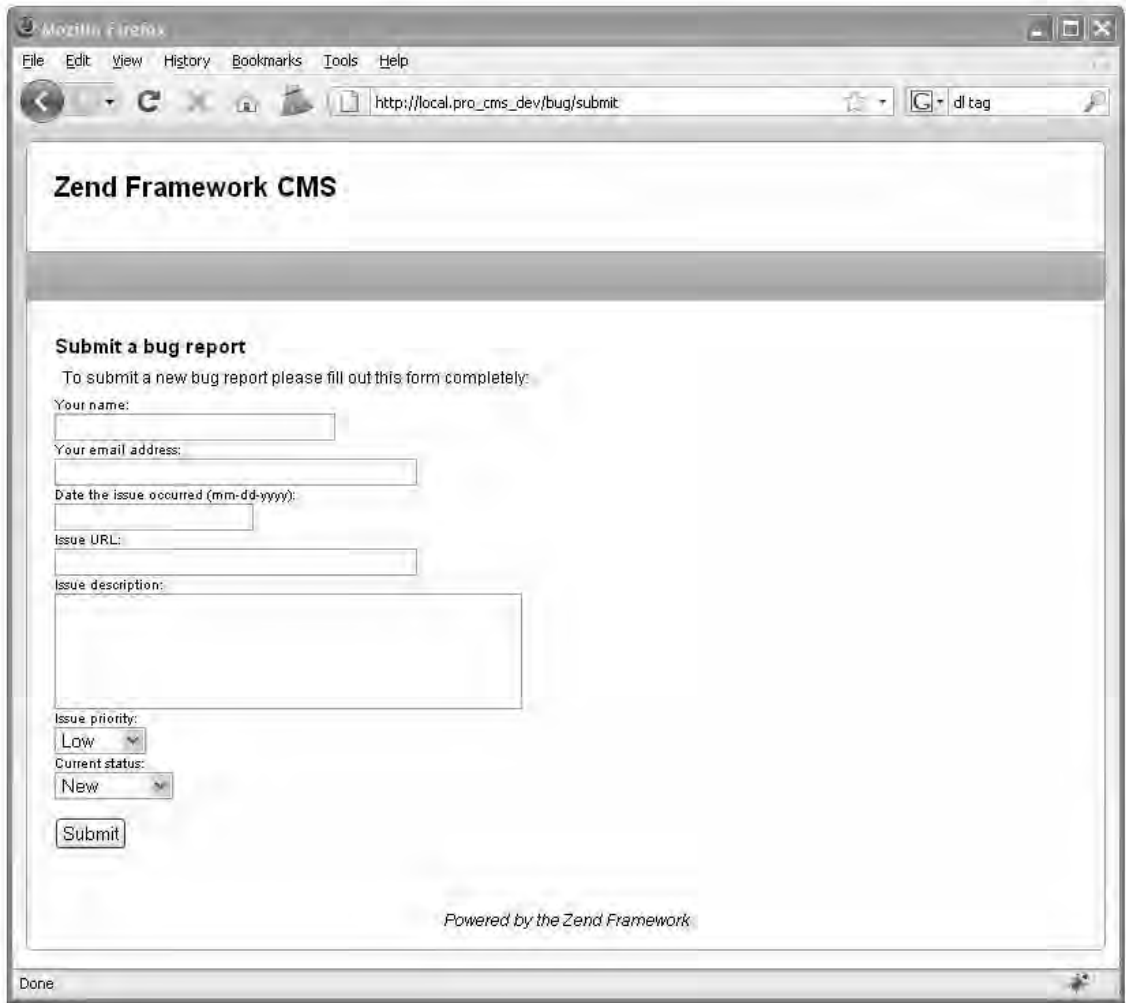 Mozilla Firefox
File Edit View History Bookmarks Tools Help
http://local.pro_cms_dev/bug/submit G dl tag
Zend Framework CMS
Submit a bug report
To submit a new bug report please fill out this form completely:
Your name:
Your email address:
Date the issue occurred (mm-dd-yyyy):
Issue URL:
Issue description:
Issue priority:
Low
Current status:
New
Submit
Powered by the Zend Framework
Done